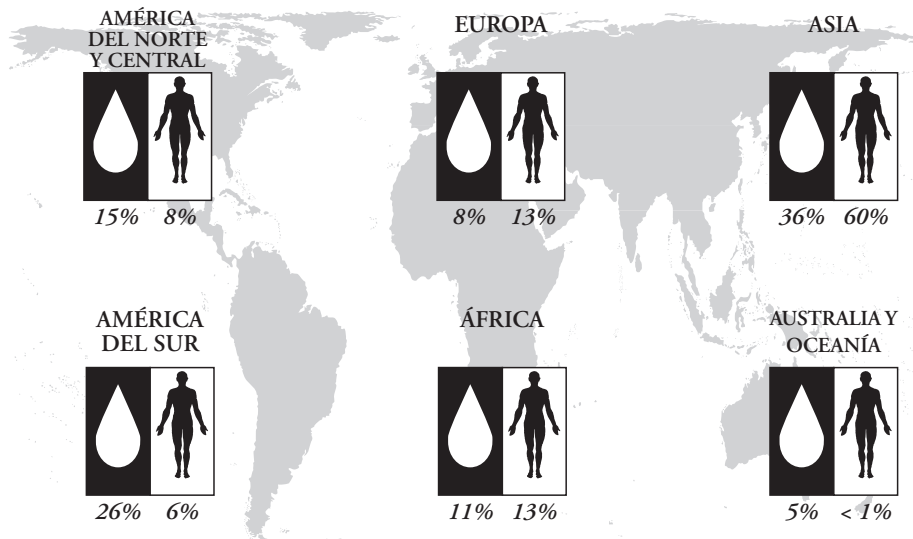 AMÉRICA
DEL NORTE
Y CENTRAL
15% 8%
EUROPA
8% 13%
ASIA
36% 60%
AMÉRICA
DEL SUR
26% 6%
ÁFRICA
11% 13%
AUSTRALIA Y
OCEANÍA
5% < 1%